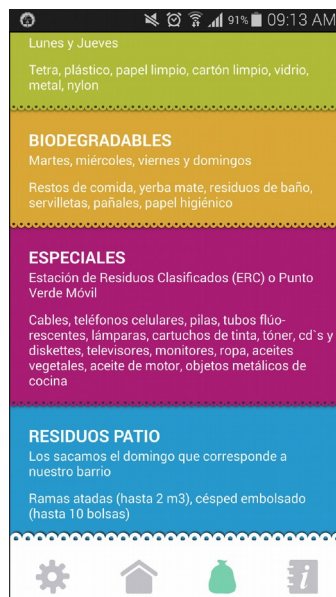 91% 09:13 AM
Lunes y Jueves
Tetra, plástico, papel limpio, cartón limpio, vidrio,
metal, nylon
BIODEGRADABLES
Martes, miércoles, viernes y domingos
Restos de comida, yerba mate, residuos de baño,
servilletas, pañales, papel higiénico
ESPECIALES
Estación de Residuos Clasificados (ERC) o Punto
Verde Móvil
Cables, teléfonos celulares, pilas, tubos flúo-
rescentes, lámparas, cartuchos de tinta, tóner, cd`s y
diskettes, televisores, monitores, ropa, aceites
vegetales, aceite de motor, objetos metálicos de
cocina
RESIDUOS PATIO
Los sacamos el domingo que corresponde a
nuestro barrio
Ramas atadas (hasta 2 m3), césped embolsado
(hasta 10 bolsas)